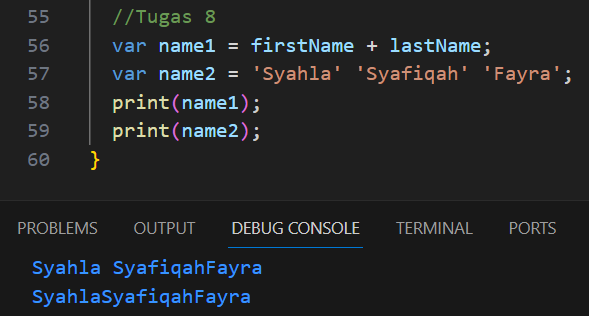 55 //Tugas 8
56 var name1 = firstName + lastName;
57 var name2 = 'Syahla' 'Syafiqah' 'Fayra';
58 print(name1);
59 print(name2);
60 }
PROBLEMS OUTPUT DEBUG CONSOLE TERMINAL PORTS
Syahla SyafiqahFayra
SyahlaSyafiqahFayra